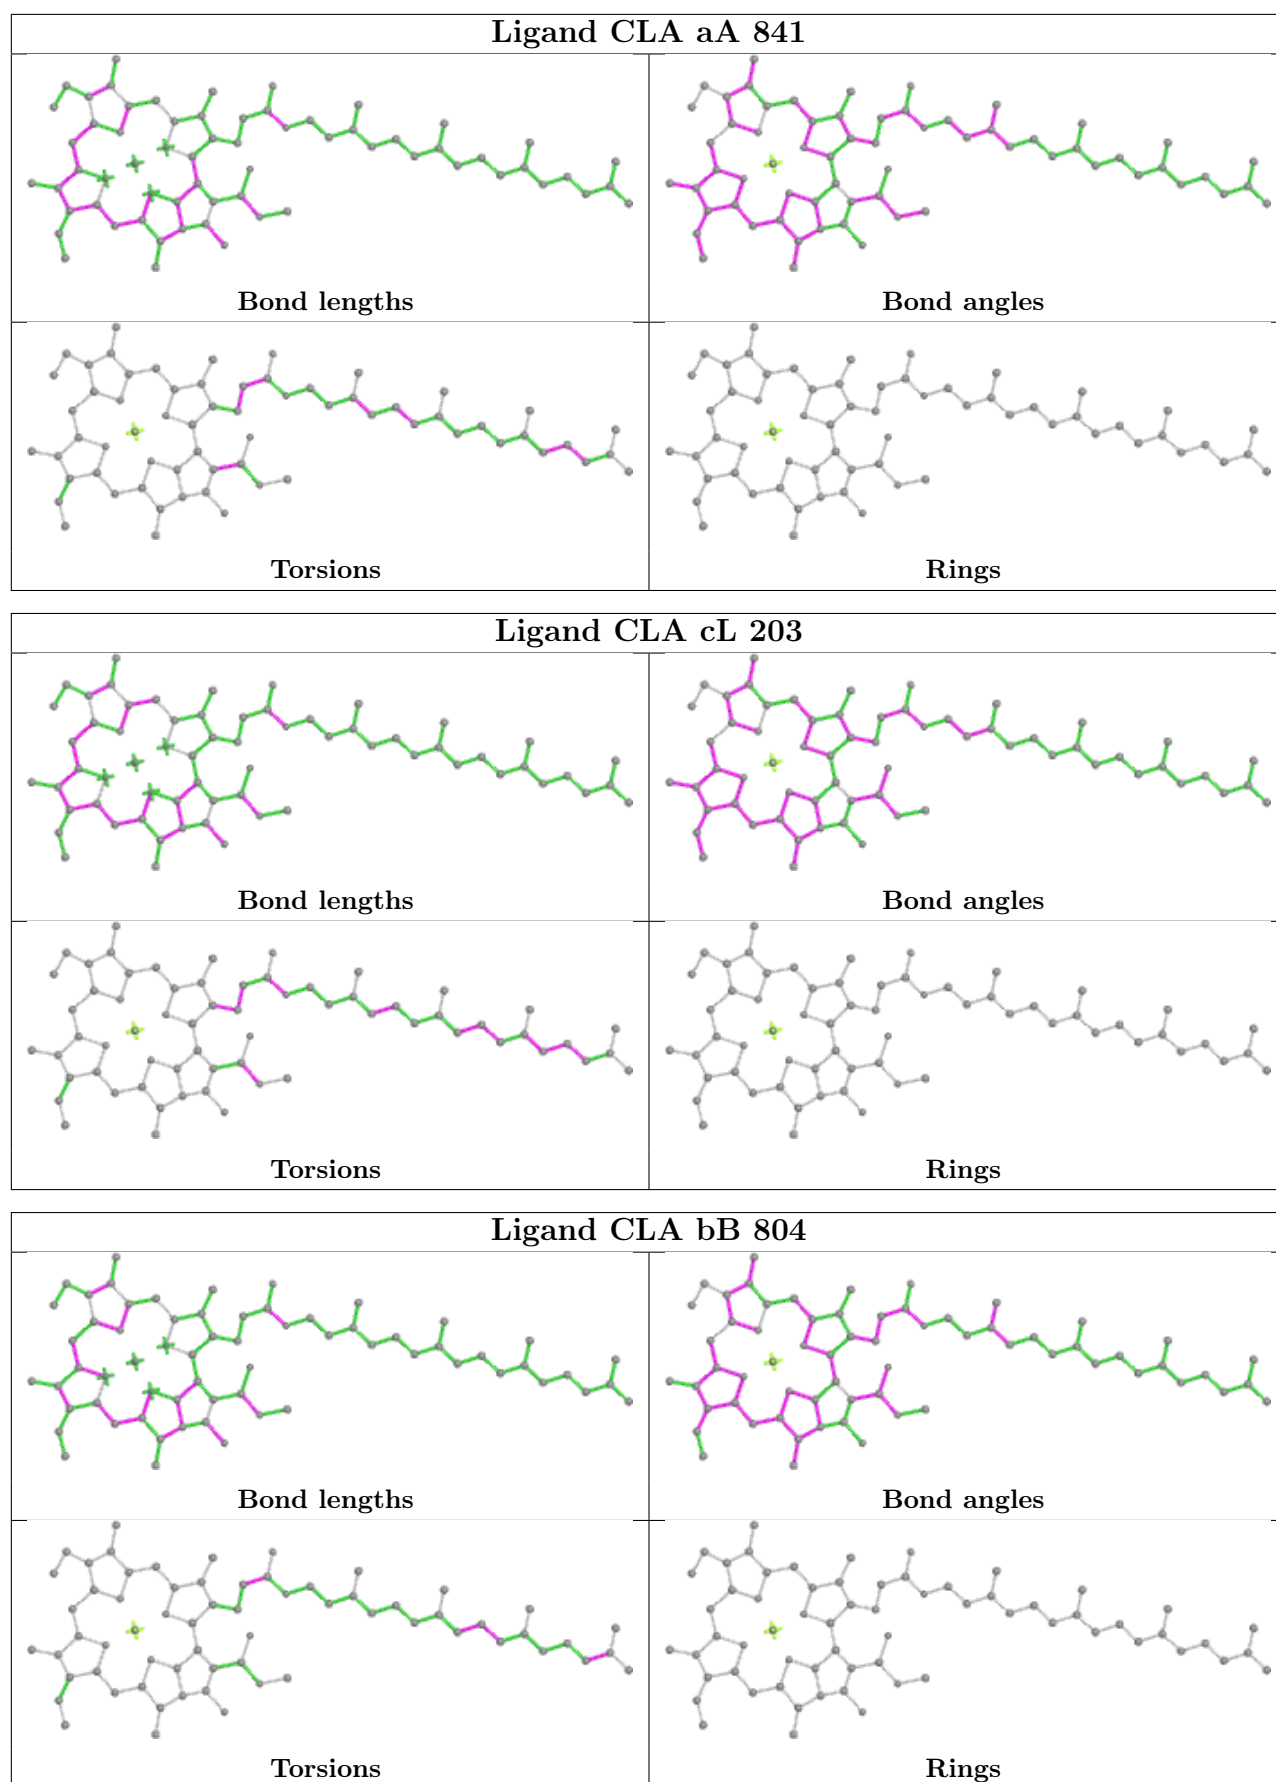 Ligand CLA aA 841
Bond lengths
Bond angles
Torsions
Rings
Ligand CLA cL 203
Bond lengths
Bond angles
Torsions
Rings
Ligand CLA bB 804
Bond lengths
Bond angles
Torsions
Rings